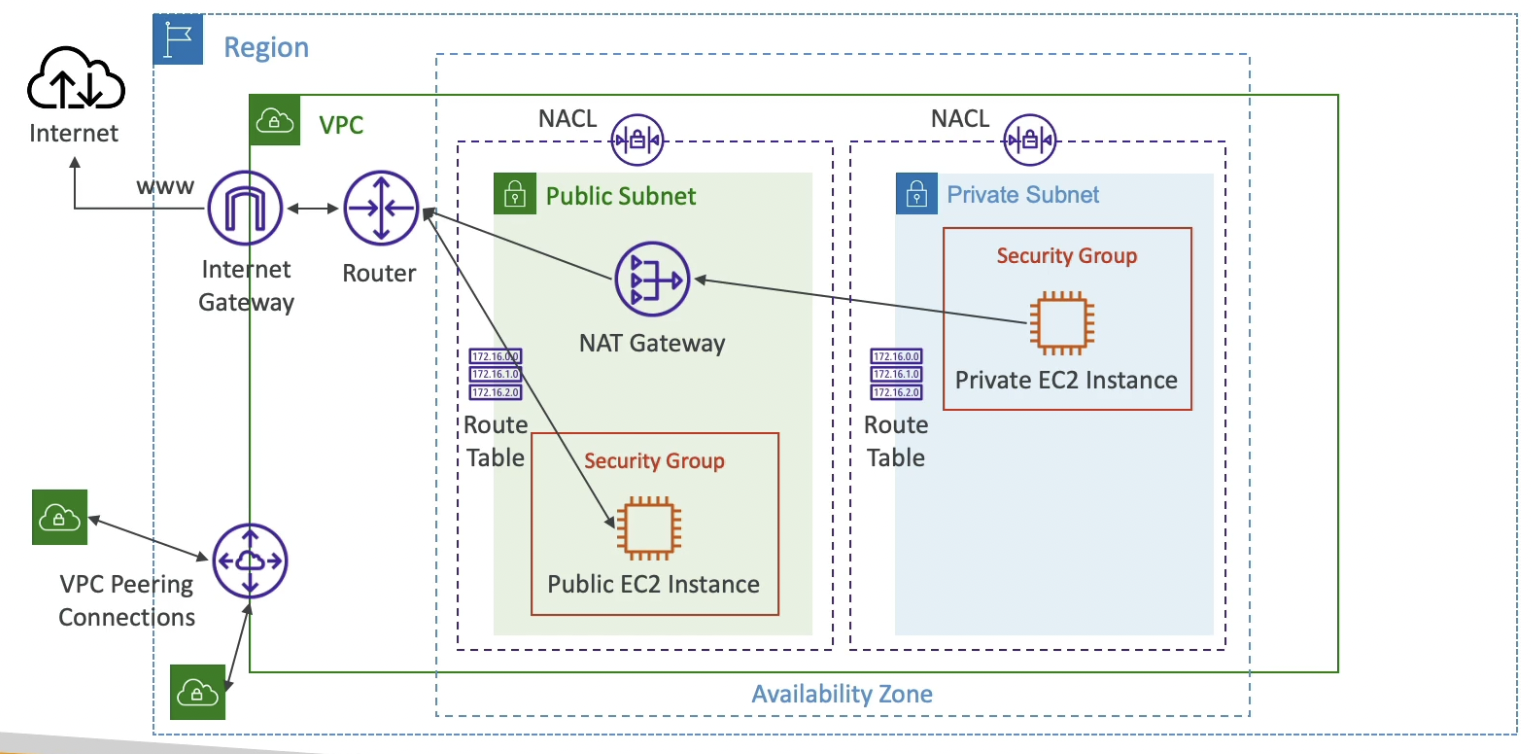 Region
Internet
VPC
NACL
NACL
www
Public Subnet
Private Subnet
Security Group
Internet
Gateway
Router
NAT Gateway
172.16.0.0
172.16.1.0
172.16.2.0
Route
Table
172.16.0.0
172.16.1.0
172.16.2.0
Route
Table
Private EC2 Instance
Security Group
Public EC2 Instance
VPC Peering
Connections
Availability Zone